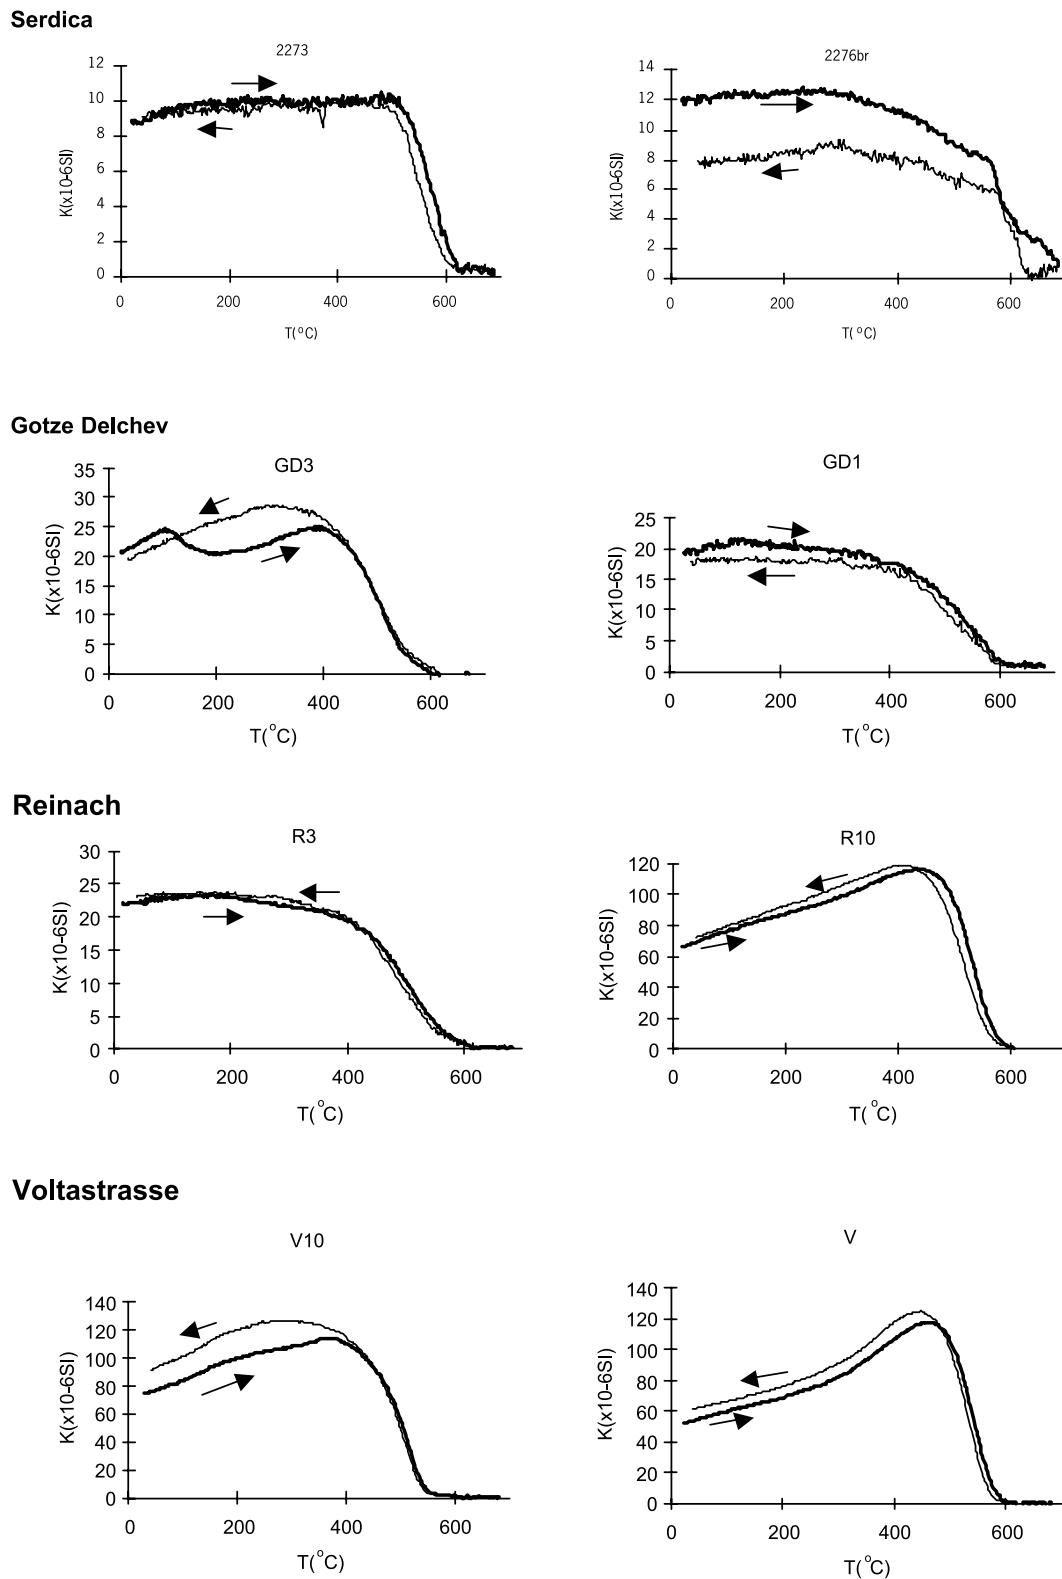 Serdica
2273
K(x10-6SI)
12
10
8
6
4
2
0
0 200 400 600
T(°C)
2276br
K(x10-6SI)
14
12
10
8
6
4
2
0
0 200 400 600
T(°C)
Gotze Delchev
GD3
K(x10-6SI)
35
30
25
20
15
10
5
0
0 200 400 600
T(°C)
GD1
K(x10-6SI)
25
20
15
10
5
0
0 200 400 600
T(°C)
Reinach
R3
K(x10-6SI)
30
25
20
15
10
5
0
0 200 400 600
T(°C)
R10
K(x10-6SI)
120
100
80
60
40
20
0
0 200 400 600
T(°C)
Voltastrasse
V10
K(x10-6SI)
140
120
100
80
60
40
20
0
0 200 400 600
T(°C)
V
K(x10-6SI)
140
120
100
80
60
40
20
0
0 200 400 600
T(°C)